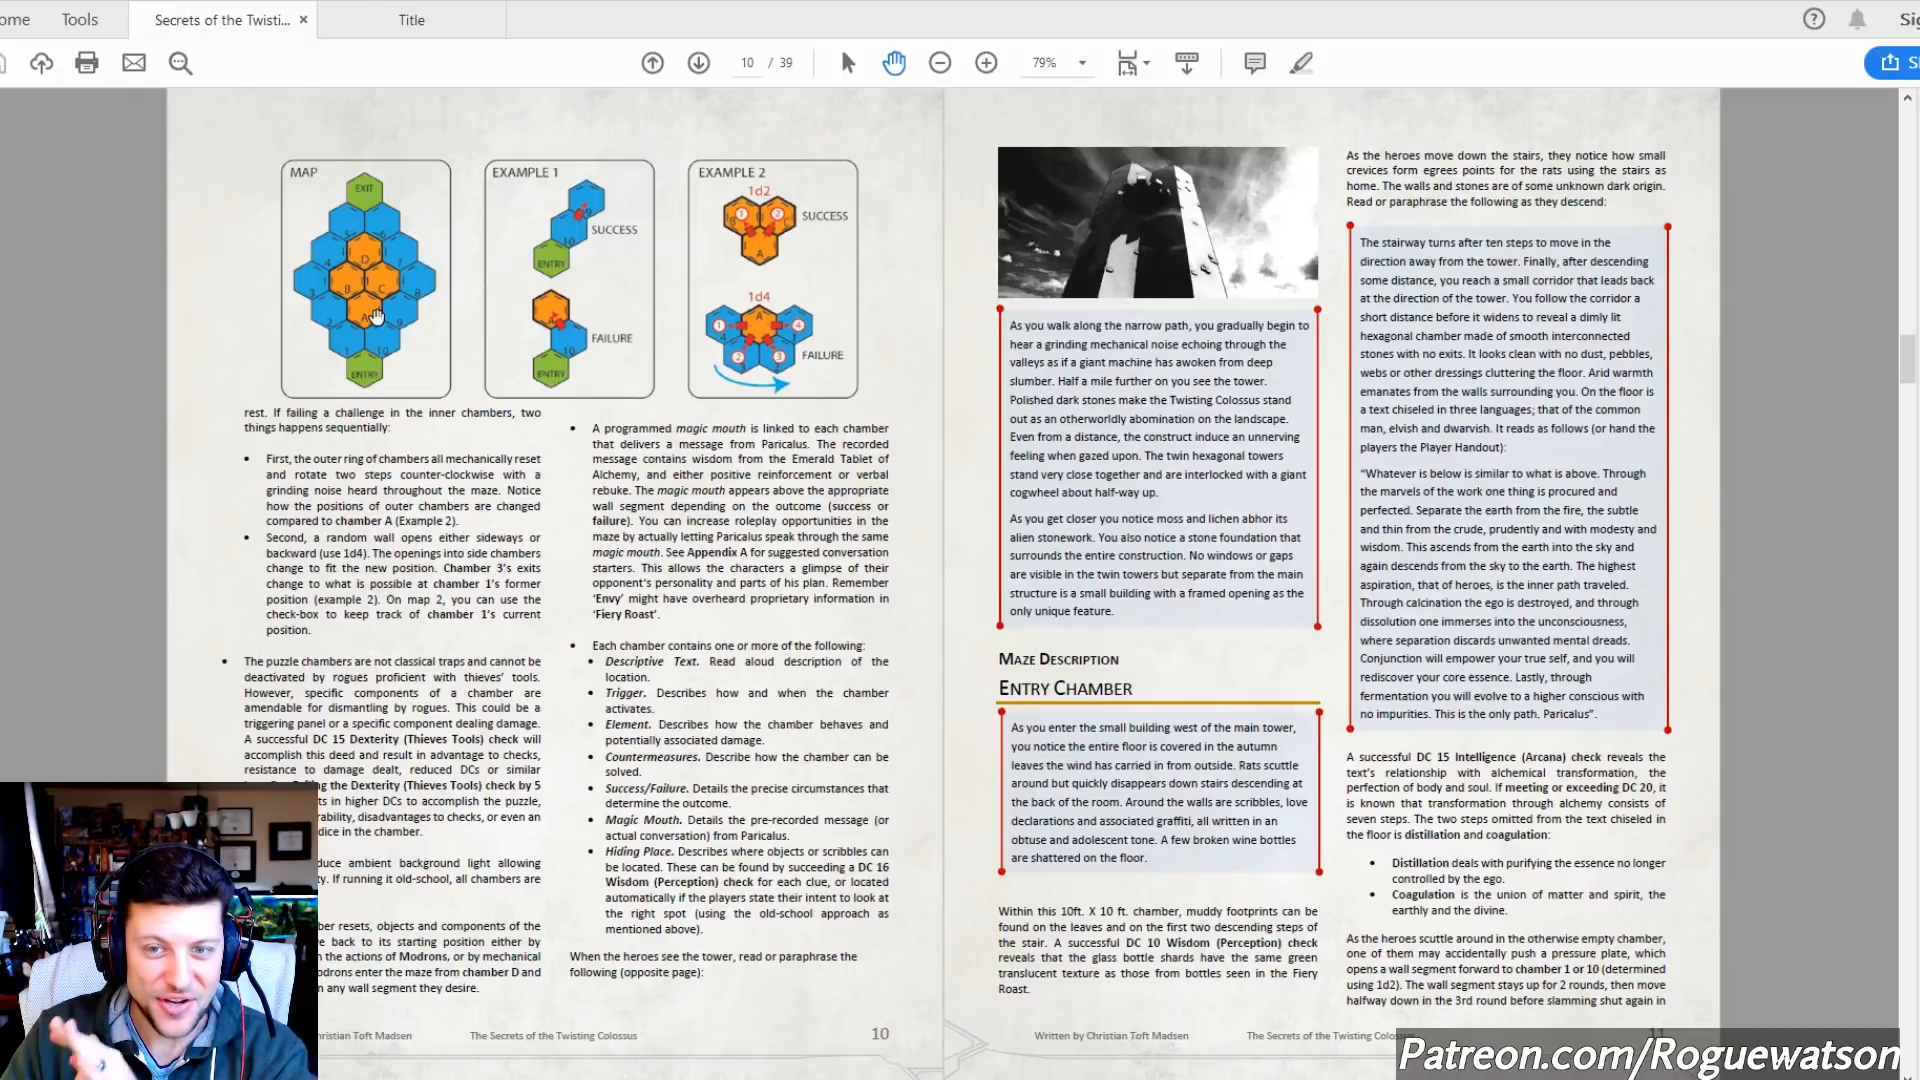 ome
Tools
Secrets of the Twisti... ×
Title
Sig
10 / 39
79%
MAP
EXIT
5
6
D
4
7
B
C
3
8
A
2
9
1
10
ENTRY
EXAMPLE 1
SUCCESS
10
ENTRY
FAILURE
10
ENTRY
EXAMPLE 2
1d2
1
2
B
C
SUCCESS
A
1d4
A
1
4
2
3
FAILURE
rest. If failing a challenge in the inner chambers, two
things happens sequentially:
• First, the outer ring of chambers all mechanically reset
and rotate two steps counter-clockwise with a
grinding noise heard throughout the maze. Notice
how the positions of outer chambers are changed
compared to chamber A (Example 2).
• Second, a random wall opens either sideways or
backward (use 1d4). The openings into side chambers
change to fit the new position. Chamber 3's exits
change to what is possible at chamber 1's former
position (example 2). On map 2, you can use the
check-box to keep track of chamber 1's current
position.
• The puzzle chambers are not classical traps and cannot be
deactivated by rogues proficient with thieves' tools.
However, specific components of a chamber are
amendable for dismantling by rogues. This could be a
triggering panel or a specific component dealing damage.
A successful DC 15 Dexterity (Thieves Tools) check will
accomplish this deed and result in advantage to checks,
resistance to damage dealt, reduced DCs or similar
g the Dexterity (Thieves Tools) check by 5
ts in higher DCs to accomplish the puzzle,
rability, disadvantages to checks, or even an
dice in the chamber.
duce ambient background light allowing
ty. If running it old-school, all chambers are
ber resets, objects and components of the
e back to its starting position either by
n the actions of Modrons, or by mechanical
odrons enter the maze from chamber D and
n any wall segment they desire.
• A programmed magic mouth is linked to each chamber
that delivers a message from Paricalus. The recorded
message contains wisdom from the Emerald Tablet of
Alchemy, and either positive reinforcement or verbal
rebuke. The magic mouth appears above the appropriate
wall segment depending on the outcome (success or
failure). You can increase roleplay opportunities in the
maze by actually letting Paricalus speak through the same
magic mouth. See Appendix A for suggested conversation
starters. This allows the characters a glimpse of their
opponent's personality and parts of his plan. Remember
'Envy' might have overheard proprietary information in
'Fiery Roast'.
• Each chamber contains one or more of the following:
• Descriptive Text. Read aloud description of the
location.
• Trigger. Describes how and when the chamber
activates.
• Element. Describes how the chamber behaves and
potentially associated damage.
• Countermeasures. Describe how the chamber can be
solved.
• Success/Failure. Details the precise circumstances that
determine the outcome.
• Magic Mouth. Details the pre-recorded message (or
actual conversation) from Paricalus.
• Hiding Place. Describes where objects or scribbles can
be located. These can be found by succeeding a DC 16
Wisdom (Perception) check for each clue, or located
automatically if the players state their intent to look at
the right spot (using the old-school approach as
mentioned above).
When the heroes see the tower, read or paraphrase the
following (opposite page):
ristian Toft Madsen
The Secrets of the Twisting Colossus
10
As you walk along the narrow path, you gradually begin to
hear a grinding mechanical noise echoing through the
valleys as if a giant machine has awoken from deep
slumber. Half a mile further on you see the tower.
Polished dark stones make the Twisting Colossus stand
out as an otherworldly abomination on the landscape.
Even from a distance, the construct induce an unnerving
feeling when gazed upon. The twin hexagonal towers
stand very close together and are interlocked with a giant
cogwheel about half-way up.
As you get closer you notice moss and lichen abhor its
alien stonework. You also notice a stone foundation that
surrounds the entire construction. No windows or gaps
are visible in the twin towers but separate from the main
structure is a small building with a framed opening as the
only unique feature.
MAZE DESCRIPTION
ENTRY CHAMBER
As you enter the small building west of the main tower,
you notice the entire floor is covered in the autumn
leaves the wind has carried in from outside. Rats scuttle
around but quickly disappears down stairs descending at
the back of the room. Around the walls are scribbles, love
declarations and associated graffiti, all written in an
obtuse and adolescent tone. A few broken wine bottles
are shattered on the floor.
Within this 10ft. X 10 ft. chamber, muddy footprints can be
found on the leaves and on the first two descending steps of
the stair. A successful DC 10 Wisdom (Perception) check
reveals that the glass bottle shards have the same green
translucent texture as those from bottles seen in the Fiery
Roast.
As the heroes move down the stairs, they notice how small
crevices form egrees points for the rats using the stairs as
home. The walls and stones are of some unknown dark origin.
Read or paraphrase the following as they descend:
The stairway turns after ten steps to move in the
direction away from the tower. Finally, after descending
some distance, you reach a small corridor that leads back
at the direction of the tower. You follow the corridor a
short distance before it widens to reveal a dimly lit
hexagonal chamber made of smooth interconnected
stones with no exits. It looks clean with no dust, pebbles,
webs or other dressings cluttering the floor. Arid warmth
emanates from the walls surrounding you. On the floor is
a text chiseled in three languages; that of the common
man, elvish and dwarvish. It reads as follows (or hand the
players the Player Handout):
"Whatever is below is similar to what is above. Through
the marvels of the work one thing is procured and
perfected. Separate the earth from the fire, the subtle
and thin from the crude, prudently and with modesty and
wisdom. This ascends from the earth into the sky and
again descends from the sky to the earth. The highest
aspiration, that of heroes, is the inner path traveled.
Through calcination the ego is destroyed, and through
dissolution one immerses into the unconsciousness,
where separation discards unwanted mental dreads.
Conjunction will empower your true self, and you will
rediscover your core essence. Lastly, through
fermentation you will evolve to a higher conscious with
no impurities. This is the only path. Paricalus".
A successful DC 15 Intelligence (Arcana) check reveals the
text's relationship with alchemical transformation, the
perfection of body and soul. If meeting or exceeding DC 20, it
is known that transformation through alchemy consists of
seven steps. The two steps omitted from the text chiseled in
the floor is distillation and coagulation:
• Distillation deals with purifying the essence no longer
controlled by the ego.
• Coagulation is the union of matter and spirit, the
earthly and the divine.
As the heroes scuttle around in the otherwise empty chamber,
one of them may accidentally push a pressure plate, which
opens a wall segment forward to chamber 1 or 10 (determined
using 1d2). The wall segment stays up for 2 rounds, then move
halfway down in the 3rd round before slamming shut again in
Written by Christian Toft Madsen
The Secrets of the Twisting Coloss
11
Patreon.com/Roguewatson